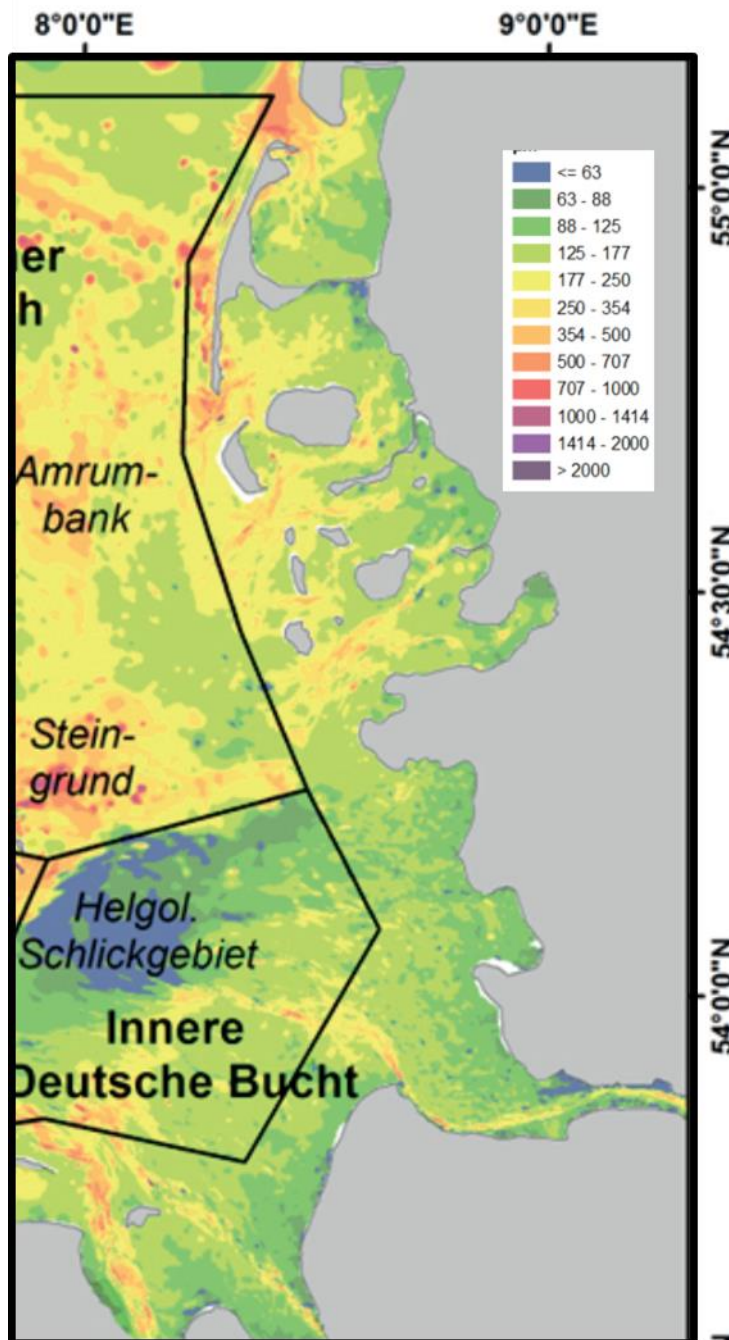 8°0'0"E
9°0'0"E
55°0'0"N
<= 63
63 - 88
88 - 125
125 - 177
177 - 250
250 - 354
354 - 500
500 - 707
707 - 1000
1000 - 1414
1414 - 2000
> 2000
er
h
Amrum-
bank
54°30'0"N
Stein-
grund
Helgol.
Schlickgebiet
54°0'0"N
Innere
Deutsche Bucht